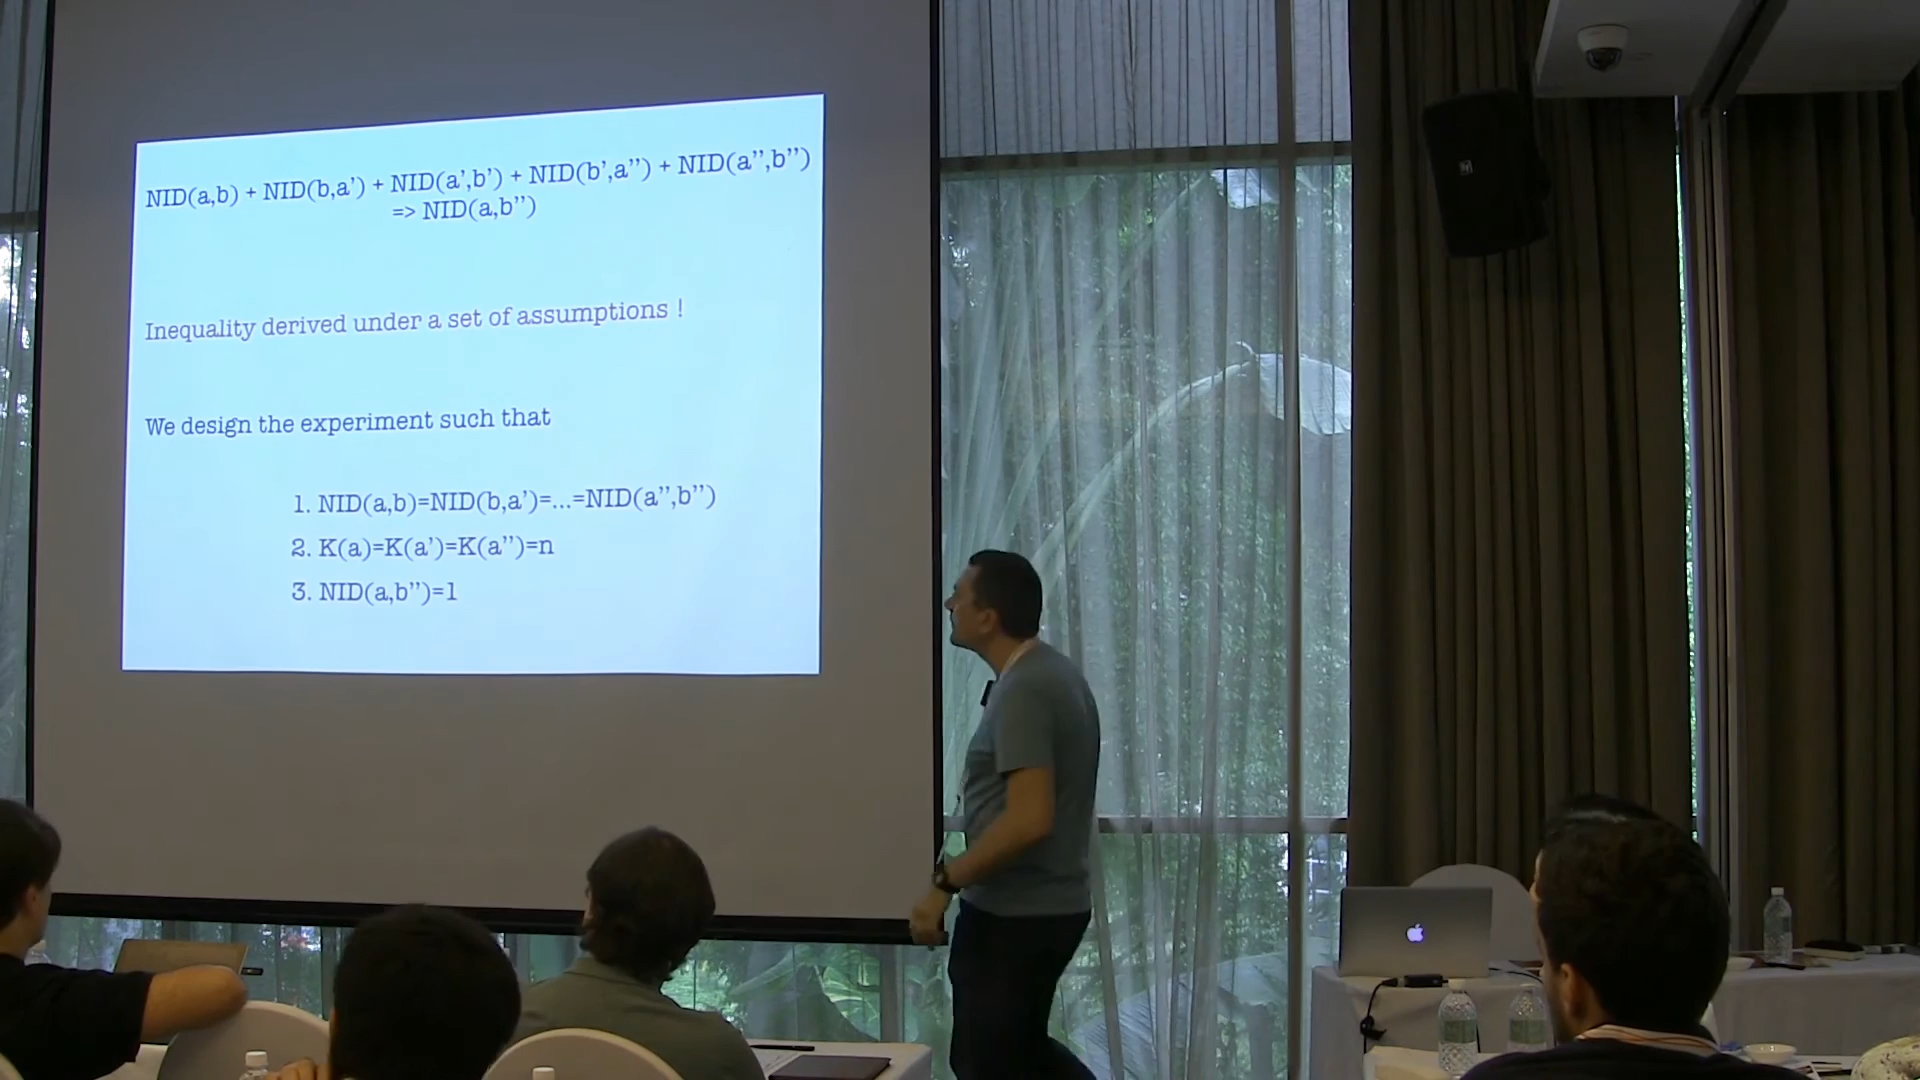 NID(a,b) + NID(b,a’) + NID(a’,b’) + NID(b’,a”) + NID(a”,b”)
=> NID(a,b”)
Inequality derived under a set of assumptions !
We design the experiment such that
1. NID(a,b)=NID(b,a’)=...=NID(a”,b”)
2. K(a)=K(a’)=K(a”)=n
3. NID(a,b”)=1